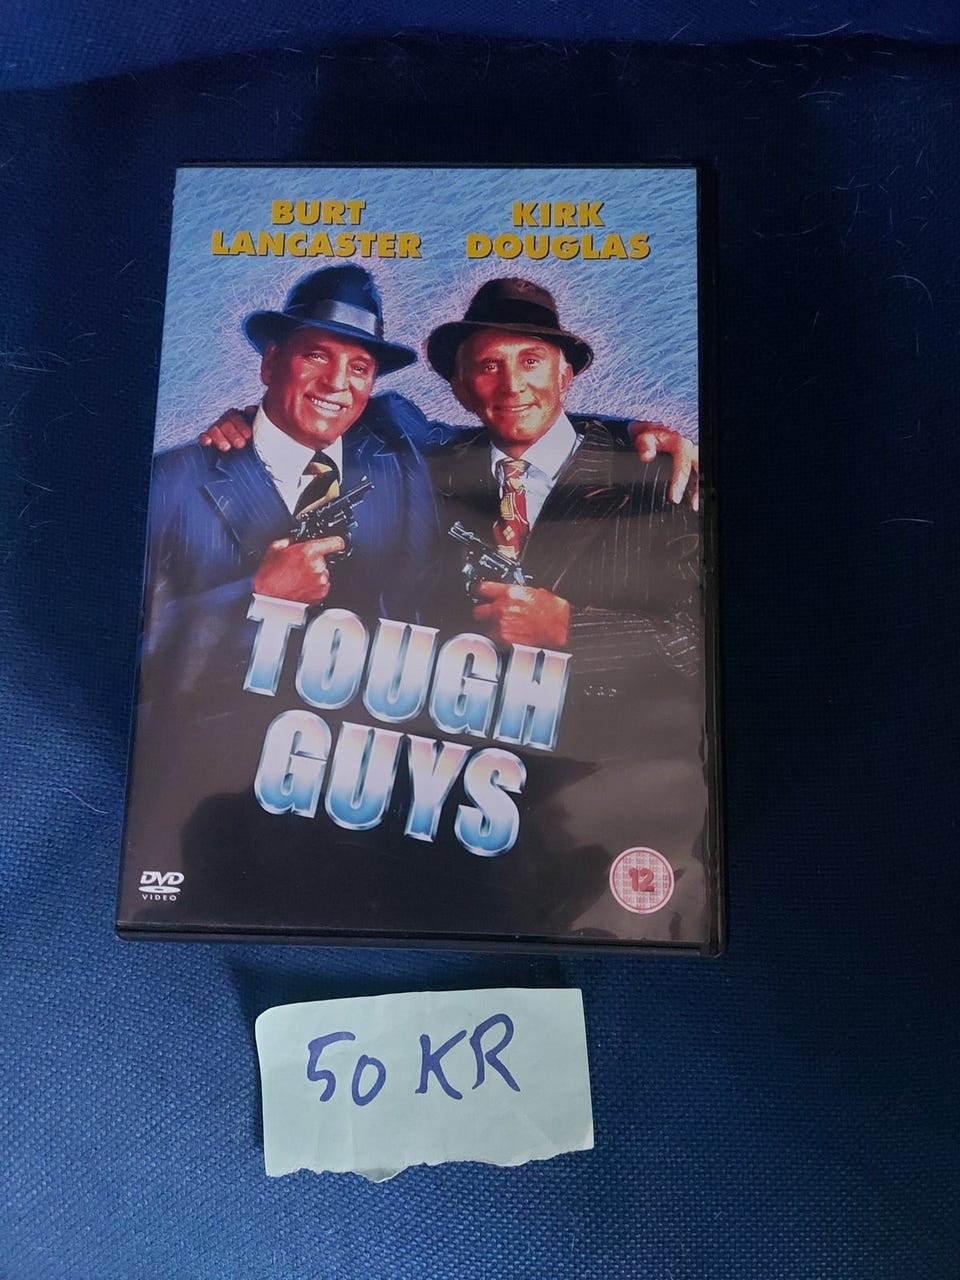 BURT
LANCASTER
KIRK
DOUGLAS
TOUGH
GUYS
DVD
VIDEO
12
50 KR